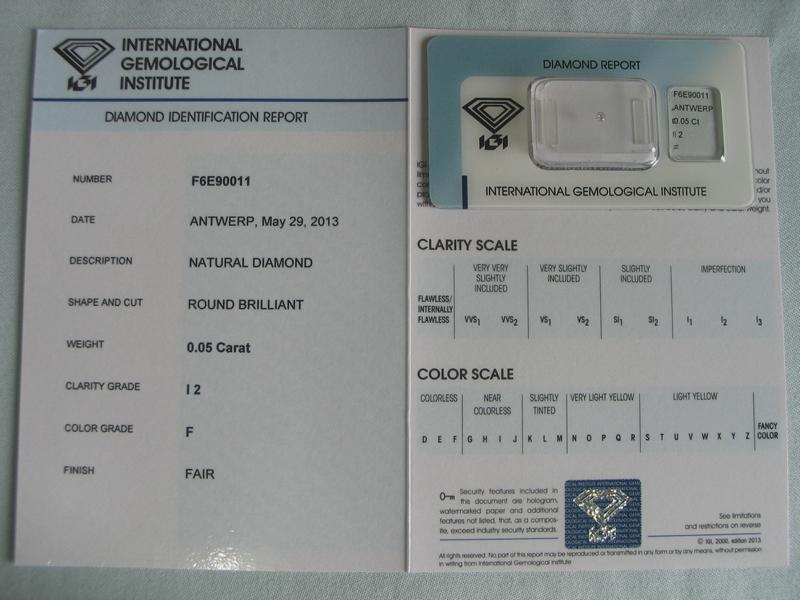 INTERNATIONAL
GEMOLOGICAL
INSTITUTE
IGI
DIAMOND IDENTIFICATION REPORT
NUMBER F6E90011
DATE ANTWERP, May 29, 2013
DESCRIPTION NATURAL DIAMOND
SHAPE AND CUT ROUND BRILLIANT
WEIGHT 0.05 Carat
CLARITY GRADE I 2
COLOR GRADE F
FINISH FAIR
DIAMOND REPORT
IGI
F6E90011
ANTWERP
0.05 Ct
I 2
=
INTERNATIONAL GEMOLOGICAL INSTITUTE
IGI
and/or
you
weight.
CLARITY SCALE
FLAWLESS/
INTERNALLY
FLAWLESS
VERY VERY
SLIGHTLY
INCLUDED
VERY SLIGHTLY
INCLUDED
SLIGHTLY
INCLUDED
IMPERFECTION
VVS1 VVS2 VS1 VS2 SI1 SI2 I1 I2 I3
COLOR SCALE
COLORLESS
NEAR
COLORLESS
SLIGHTLY
TINTED
VERY LIGHT YELLOW
LIGHT YELLOW
FANCY
COLOR
D E F G H I J K L M N O P Q R S T U V W X Y Z
Security features included in
this document are hologram,
watermarked paper and additional
features not listed, that, as a compos-
ite, exceed industry security standards.
See limitations
and restrictions on reverse
© IGI, 2000, edition 2013
All rights reserved. No part of this report may be reproduced or transmitted in any form or by any means, without permission
in writing from International Gemological Institute